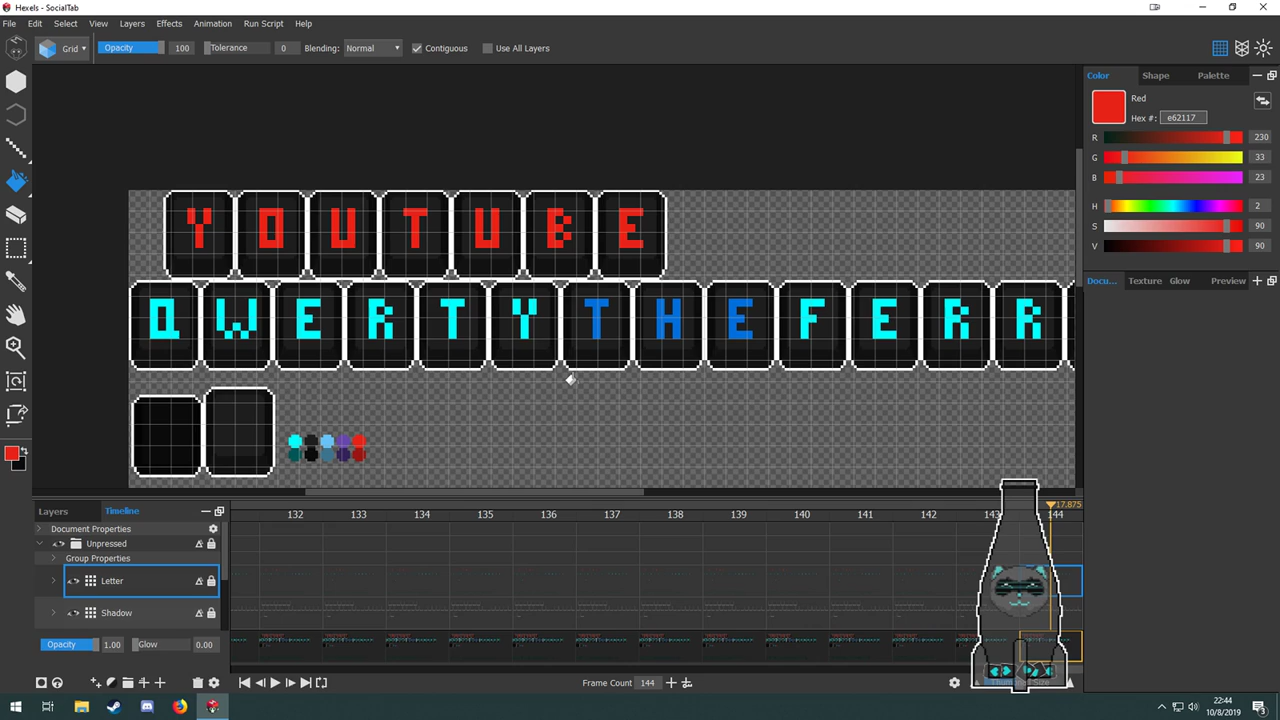 Hexels - SocialTab
File Edit Select View Layers Effects Animation Run Script Help
Grid Opacity 100 Tolerance 0 Blending: Normal Contiguous Use All Layers
Color Shape Palette
Red
Hex #: e62117
R 230
G 33
B 23
H 2
S 90
V 90
YOUTUBE
QWERTYTHEFERR
Docu... Texture Glow Preview
Layers Timeline
17,875
132 133 134 135 136 137 138 139 140 141 142 143 144
Document Properties
Unpressed
Group Properties
Letter
Shadow
Opacity 1.00 Glow 0.00
Frame Count 144
22:44
10/8/2019